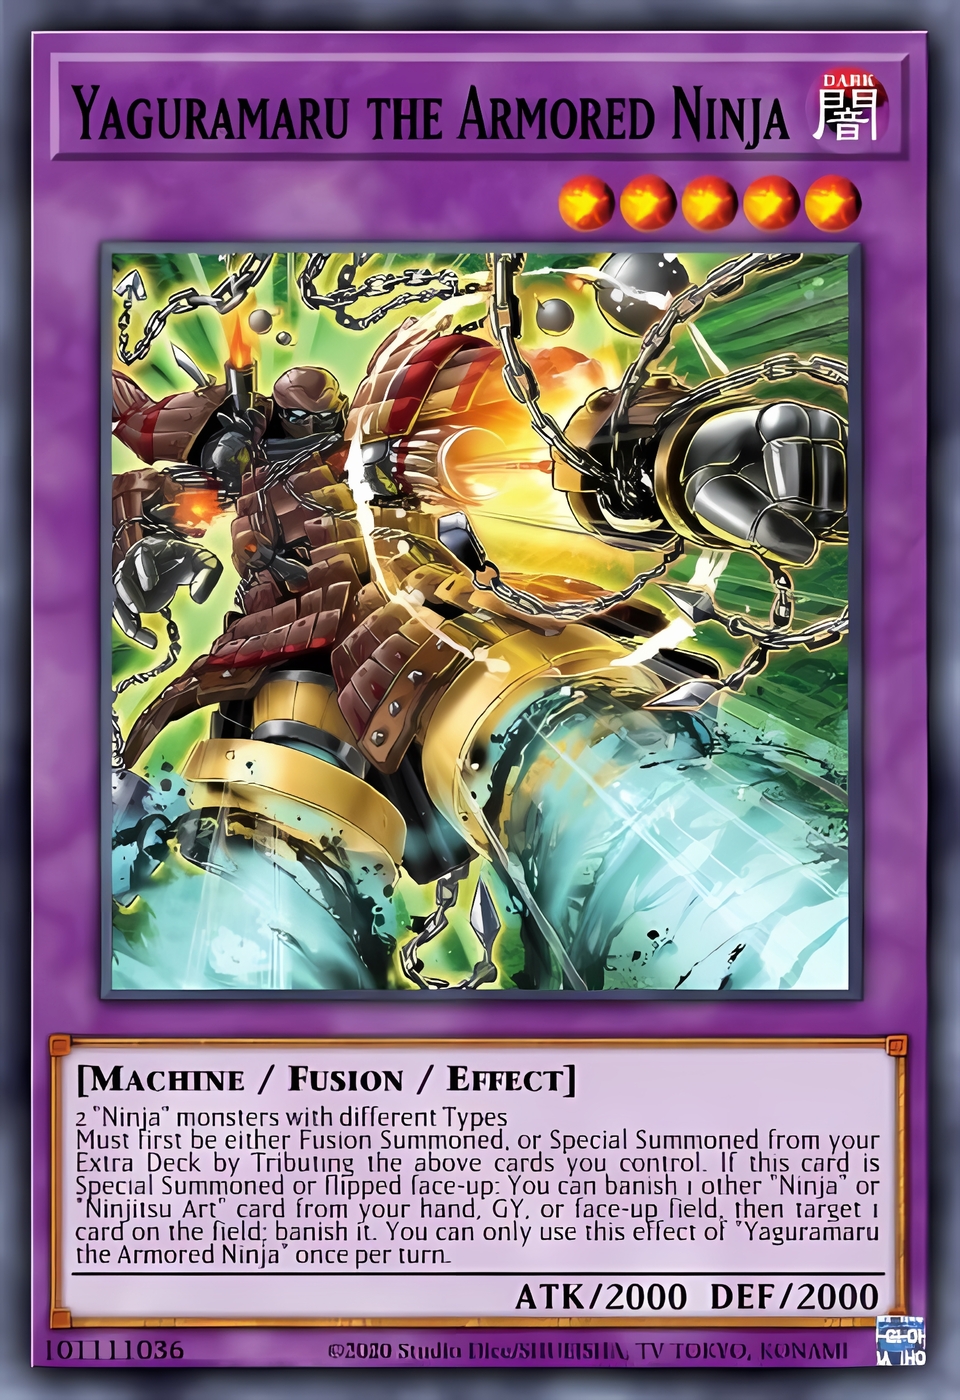 YAGURAMARU THE ARMORED NINJA
DARK
闇
[MACHINE / FUSION / EFFECT]
2 "Ninja" monsters with different Types
Must first be either Fusion Summoned, or Special Summoned from your
Extra Deck by Tributing the above cards you control. If this card is
Special Summoned or flipped face-up: You can banish 1 other "Ninja" or
"Ninjitsu Art" card from your hand, GY, or face-up field, then target 1
card on the field; banish it. You can only use this effect of "Yaguramaru
the Armored Ninja" once per turn.
ATK/2000 DEF/2000
101111036
©2020 Studio Dice/SHUEISHA, TV TOKYO, KONAMI